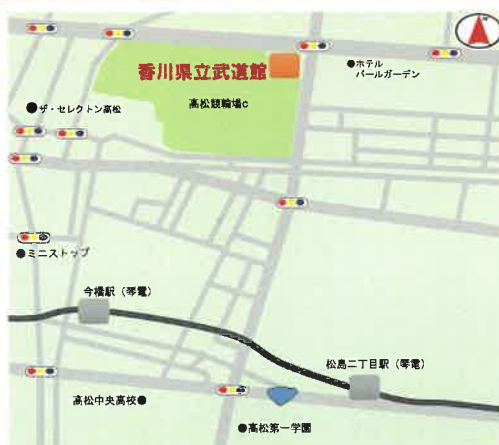 香川県立武道館
●ホテル
パールガーデン
高松競輪場c
●ザ・セレクトン高松
●ミニストップ
今橋駅（琴電）
松島二丁目駅（琴電）
高松中央高校●
●高松第一学園